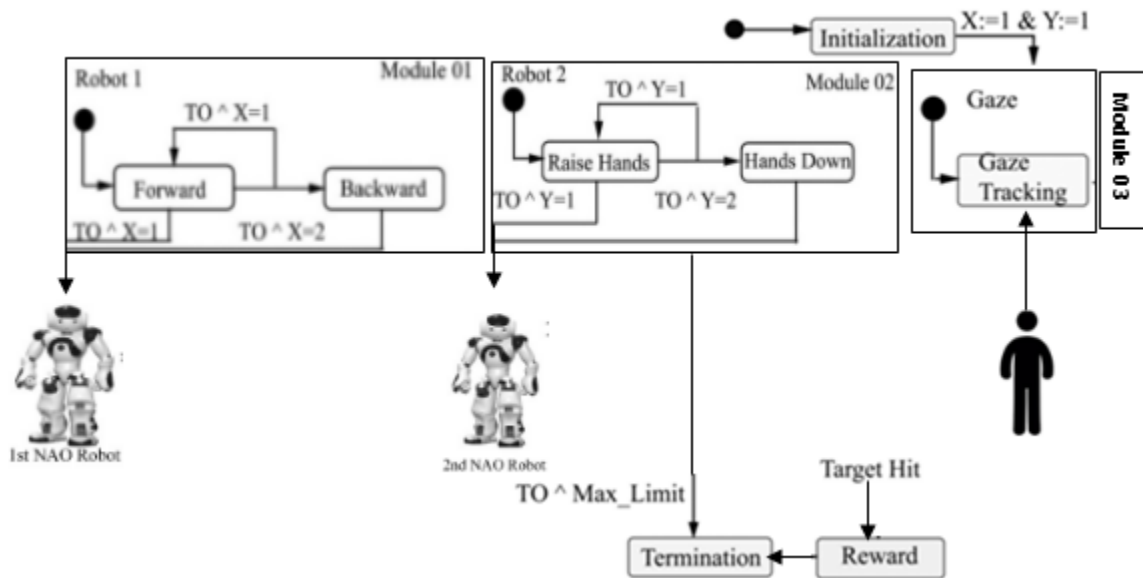 X:=1 & Y:=1
Initialization
Robot 1
Module 01
TO ^ X=1
Forward
Backward
TO ^ X=1
TO ^ X=2
Robot 2
Module 02
TO ^ Y=1
Raise Hands
Hands Down
TO ^ Y=1
TO ^ Y=2
Gaze
Gaze
Tracking
Module 03
1st NAO Robot
2nd NAO Robot
TO ^ Max_Limit
Target Hit
Termination
Reward